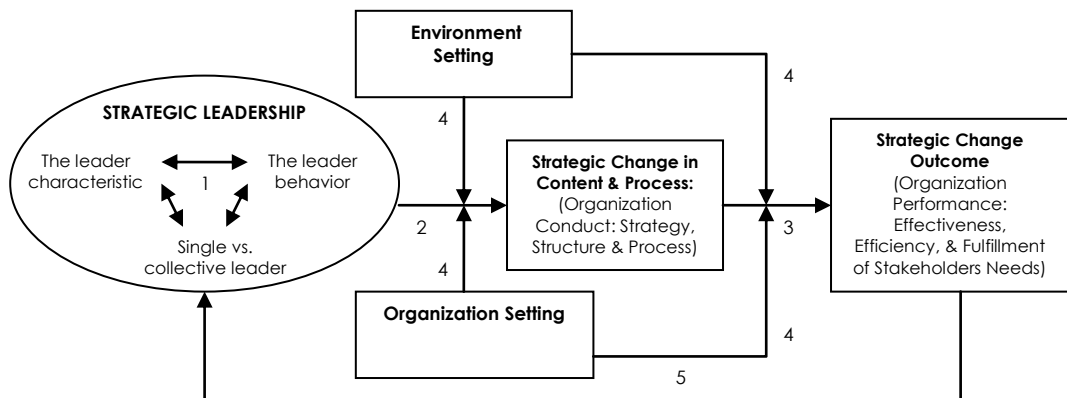 Environment
Setting
4
4
STRATEGIC LEADERSHIP
The leader
characteristic
1
The leader
behavior
Single vs.
collective leader
2
Strategic Change in
Content & Process:
(Organization
Conduct: Strategy,
Structure & Process)
3
Strategic Change
Outcome
(Organization
Performance:
Effectiveness,
Efficiency, & Fulfillment
of Stakeholders Needs)
4
Organization Setting
4
5